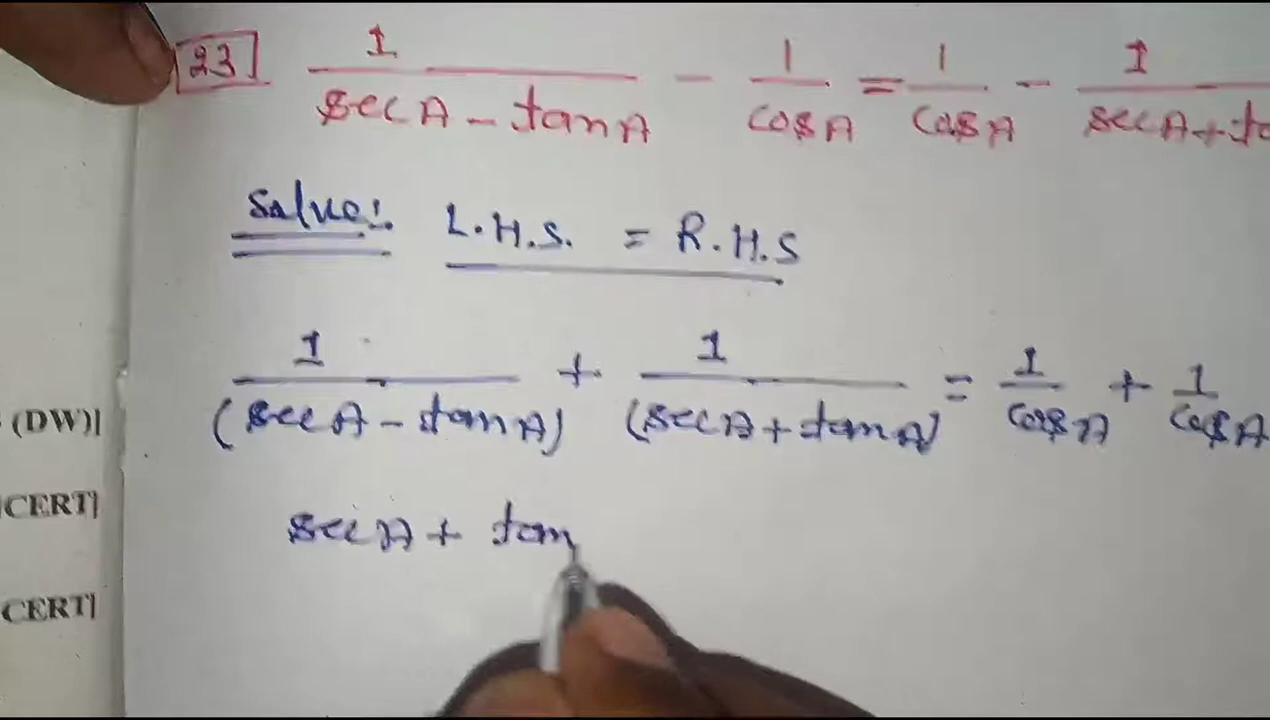 23 1/(secA - tanA) - 1/cosA = 1/cosA - 1/(secA + ta
Solve: L.H.S. = R.H.S
1/(secA - tanA) + 1/(secA + tanA) = 1/cosA + 1/cosA
secA + tan
(DW)]
CERT]
CERT]